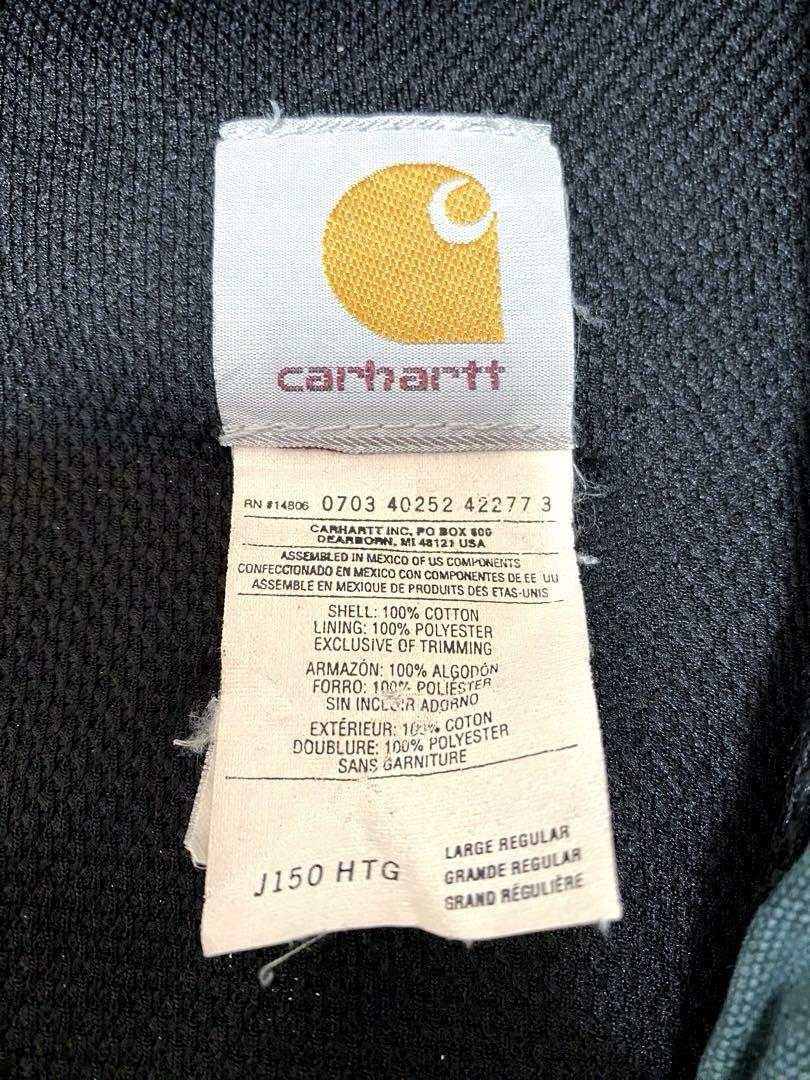 carhartt
RN #14806 0703 40252 42277 3
CARHARTT INC, PO BOX 600
DEARBORN, MI 48121 USA
ASSEMBLED IN MEXICO OF US COMPONENTS
CONFECCIONADO EN MEXICO CON COMPONENTES DE EE UU
ASSEMBLE EN MEXIQUE DE PRODUITS DES ETAS-UNIS
SHELL: 100% COTTON
LINING: 100% POLYESTER
EXCLUSIVE OF TRIMMING
ARMAZÓN: 100% ALGODÓN
FORRO: 100% POLIÉSTER
SIN INCLUIR ADORNO
EXTÉRIEUR: 100% COTON
DOUBLURE: 100% POLYESTER
SANS GARNITURE
J150 HTG
LARGE REGULAR
GRANDE REGULAR
GRAND RÉGULIÈRE